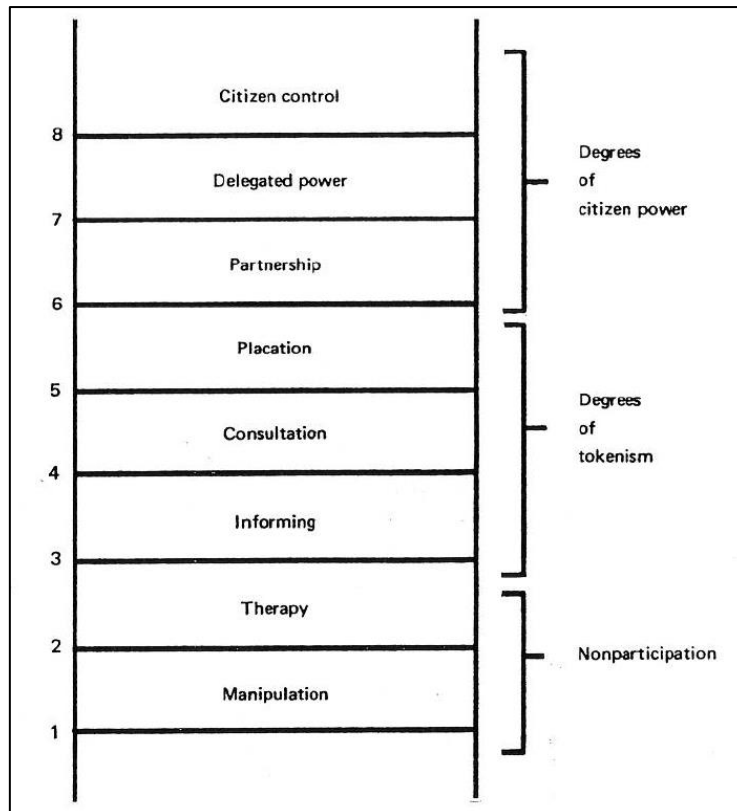 Citizen control
8
Delegated power
7
Partnership
6
Placation
5
Consultation
4
Informing
3
Therapy
2
Manipulation
1
Degrees
of
citizen power
Degrees
of
tokenism
Nonparticipation